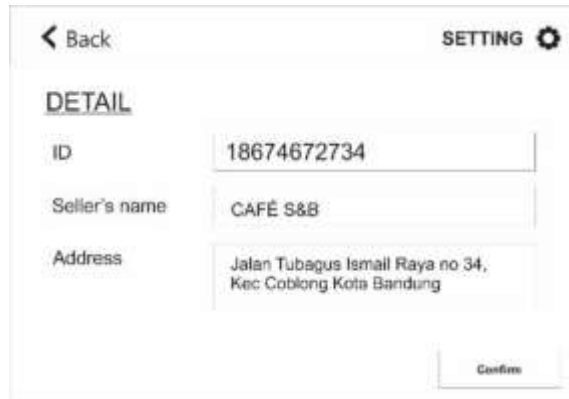 Back
SETTING
DETAIL
ID
18674672734
Seller's name
CAFÉ S&B
Address
Jalan Tubagus Ismail Raya no 34,
Kec Coblong Kota Bandung
Confirm